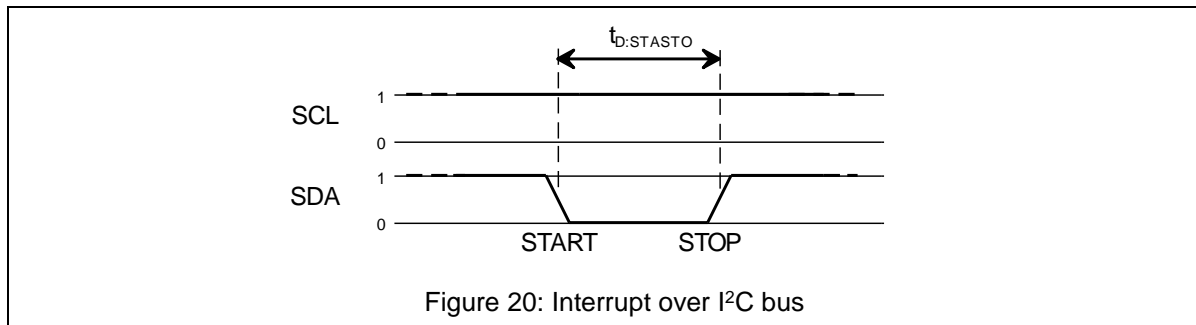 tD:STASTO
1
SCL
0
1
SDA
0
START STOP
Figure 20: Interrupt over I²C bus